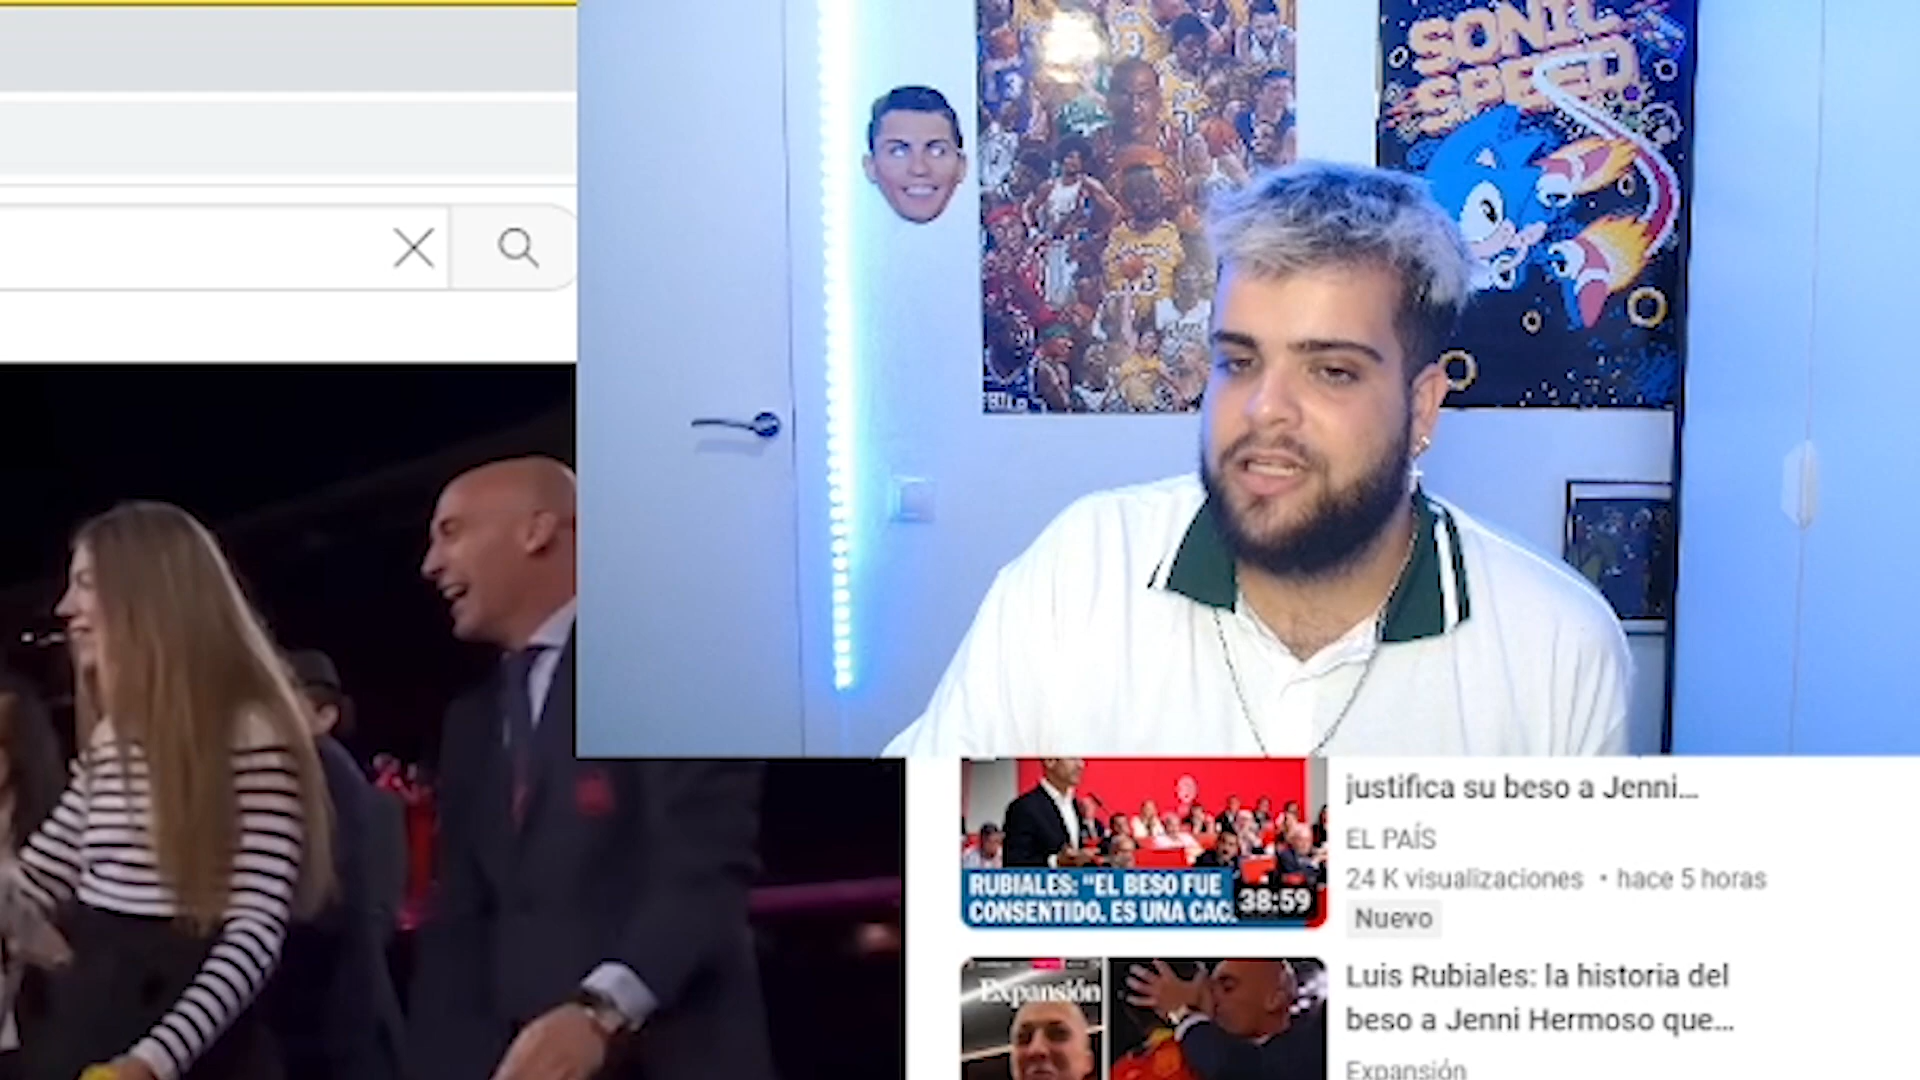 SONIC
SPEED
justifica su beso a Jenni...
EL PAÍS
24 K visualizaciones • hace 5 horas
Nuevo
RUBIALES: "EL BESO FUE
CONSENTIDO. ES UNA CAC
38:59
Luis Rubiales: la historia del
beso a Jenni Hermoso que...
Expansión
Expansión